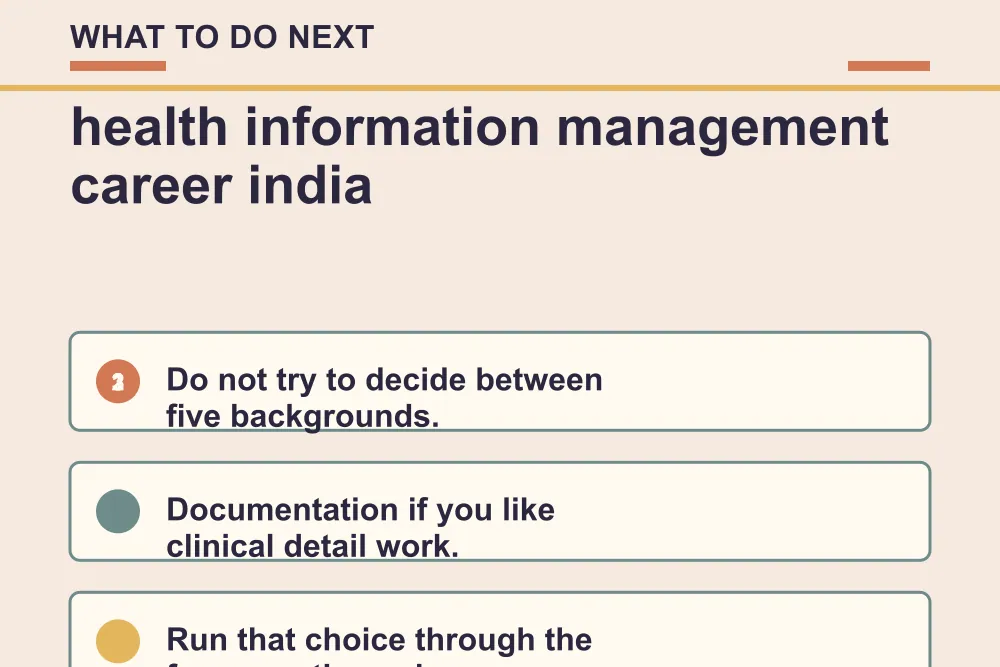 WHAT TO DO NEXT
health information management
career india
Do not try to decide between
five backgrounds.
Documentation if you like
clinical detail work.
Run that choice through the